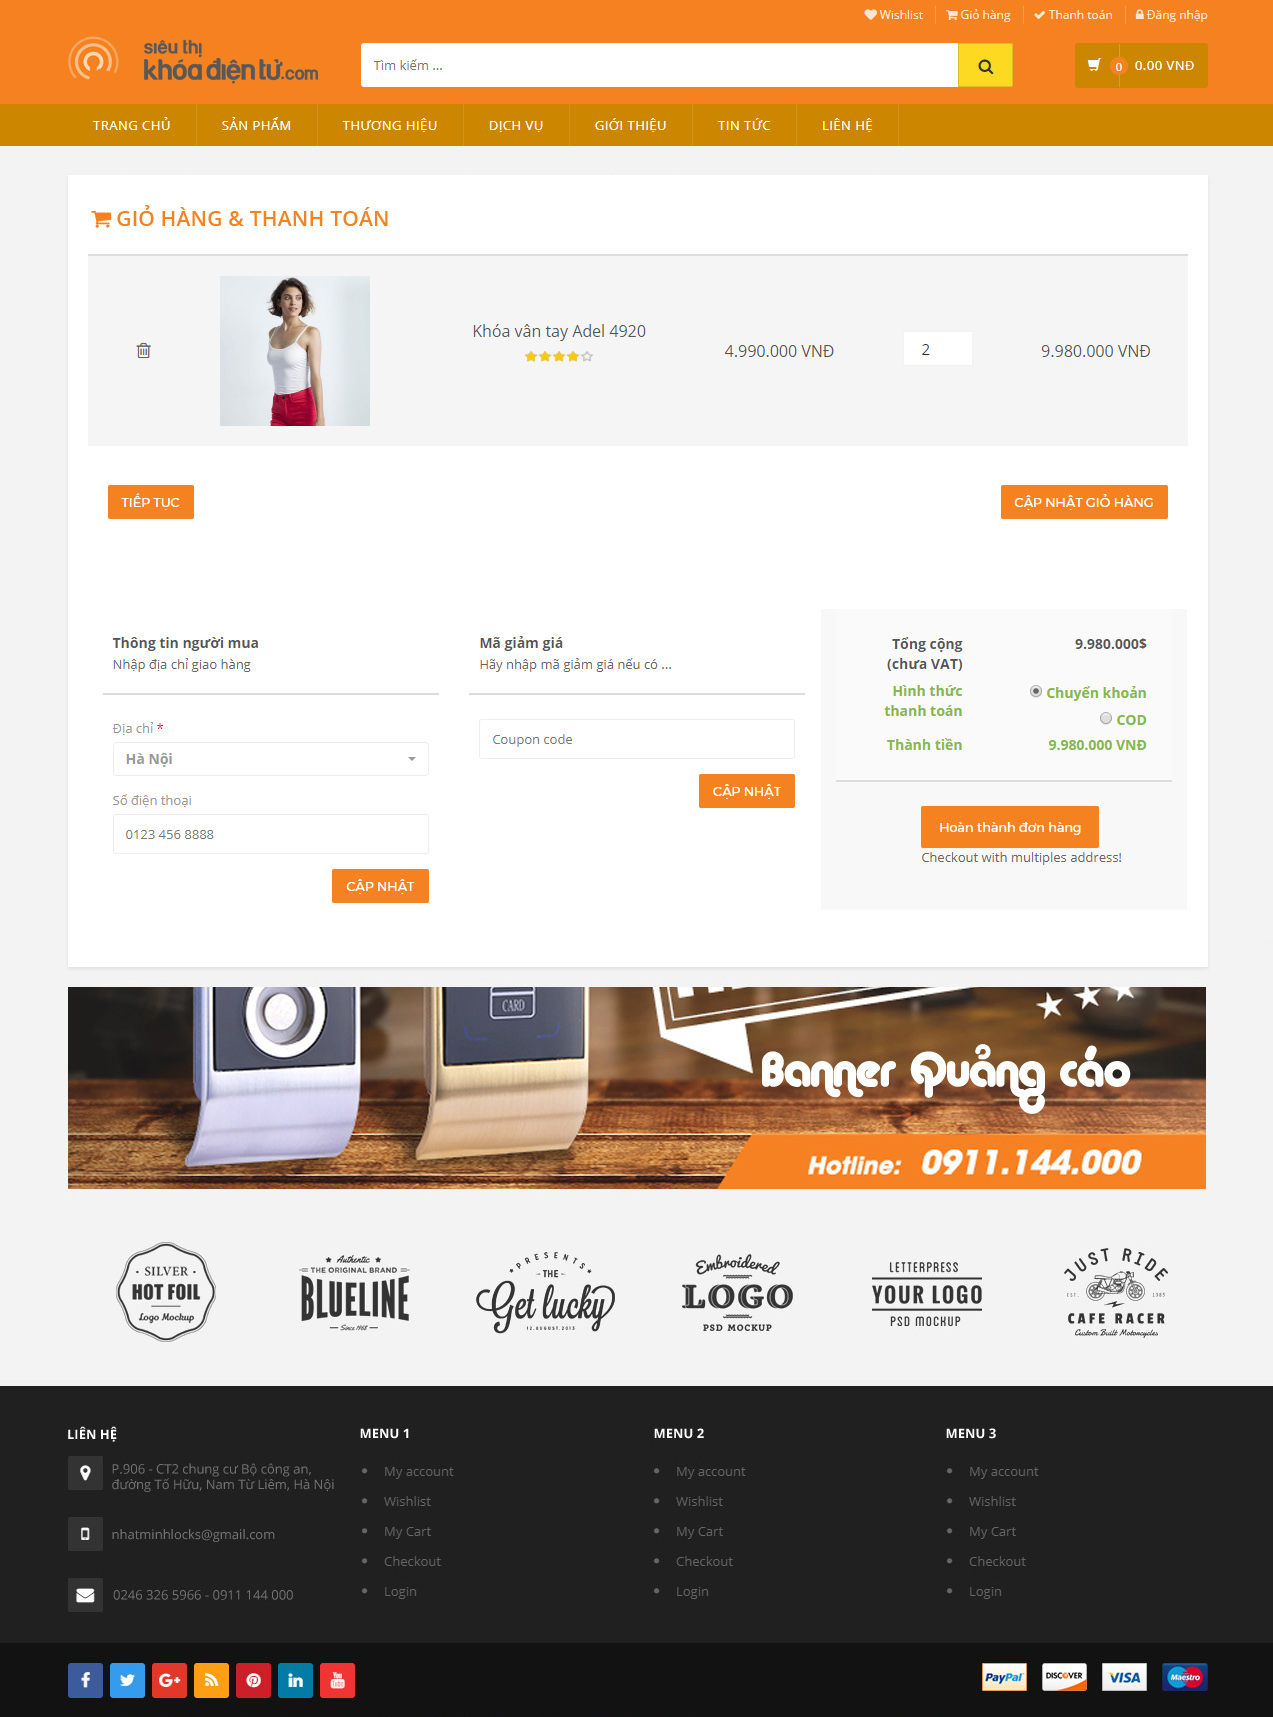 Wishlist
Giỏ hàng
Thanh toán
Đăng nhập
siêu thị
khóa điện tử.com
Tìm kiếm ...
0
0.00 VNĐ
TRANG CHỦ
SẢN PHẨM
THƯƠNG HIỆU
DỊCH VỤ
GIỚI THIỆU
TIN TỨC
LIÊN HỆ
GIỎ HÀNG & THANH TOÁN
Khóa vân tay Adel 4920
4.990.000 VNĐ
2
9.980.000 VNĐ
TIẾP TỤC
CẬP NHẬT GIỎ HÀNG
Thông tin người mua
Nhập địa chỉ giao hàng
Địa chỉ *
Hà Nội
Số điện thoại
0123 456 8888
CẬP NHẬT
Mã giảm giá
Hãy nhập mã giảm giá nếu có ...
Coupon code
CẬP NHẬT
Tổng cộng
(chưa VAT)
9.980.000$
Hình thức
thanh toán
Chuyển khoản
COD
Thành tiền
9.980.000 VNĐ
Hoàn thành đơn hàng
Checkout with multiples address!
CARD
Banner Quảng cáo
Hotline: 0911.144.000
SILVER
HOT FOIL
Logo Mockup
Authentic
THE ORIGINAL BRAND
BLUELINE
Since 1968
PRESENTS
THE
Get lucky
12.AUGUST.2013
Embroidered
LOGO
PSD MOCKUP
LETTERPRESS
YOUR LOGO
PSD MOCKUP
JUST RIDE
EST. 1985
CAFE RACER
Custom Built Motorcycles
LIÊN HỆ
P.906 - CT2 chung cư Bộ công an,
đường Tố Hữu, Nam Từ Liêm, Hà Nội
nhatminhlocks@gmail.com
0246 326 5966 - 0911 144 000
MENU 1
My account
Wishlist
My Cart
Checkout
Login
MENU 2
My account
Wishlist
My Cart
Checkout
Login
MENU 3
My account
Wishlist
My Cart
Checkout
Login
PayPal
DISCOVER
VISA
Maestro